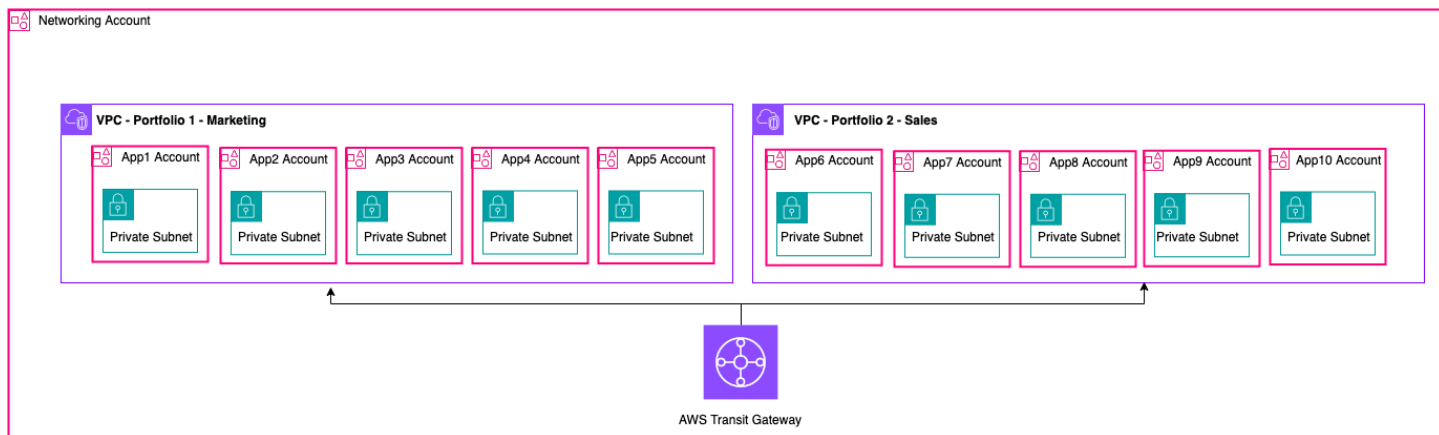 Networking Account
VPC - Portfolio 1 - Marketing
App1 Account
App2 Account
App3 Account
App4 Account
App5 Account
Private Subnet
Private Subnet
Private Subnet
Private Subnet
Private Subnet
VPC - Portfolio 2 - Sales
App6 Account
App7 Account
App8 Account
App9 Account
App10 Account
Private Subnet
Private Subnet
Private Subnet
Private Subnet
Private Subnet
AWS Transit Gateway